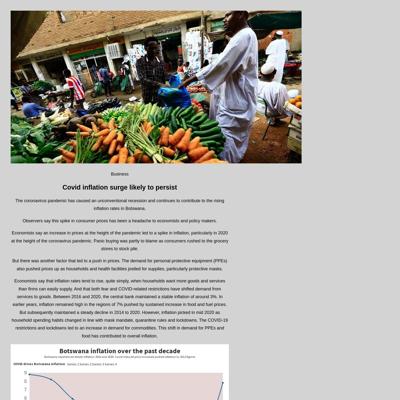 Business
Covid inflation surge likely to persist
The coronavirus pandemic has caused an unconventional recession and continues to contribute to the rising
inflation rates in Botswana.
Observers say this spike in consumer prices has been a headache to economists and policy makers.
Economists say an increase in prices at the height of the pandemic led to a spike in inflation, particularly in 2020
at the height of the coronavirus pandemic. Panic buying was partly to blame as consumers rushed to the grocery
stores to stock pile.
But there was another factor that led to a push in prices. The demand for personal protective equipment (PPEs)
also pushed prices up as households and health facilities jostled for supplies, particularly protective masks.
Economists say that inflation rates tend to rise, quite simply, when households want more goods and services
than firms can easily supply. And that both fear and COVID-related restrictions have shifted demand from
services to goods. Between 2016 and 2020, the central bank maintained a stable inflation of around 3%. In
earlier years, inflation remained high in the regions of 7% pushed by sustained increase in food and fuel prices.
But subsequently maintained a steady decline in 2014 to 2020. However, inflation picked in mid 2020 as
household spending habits changed in line with mask mandate, quarantine rules and lockdowns. The COVID-19
restrictions and lockdowns led to an increase in demand for commodities. This shift in demand for PPEs and
food has contributed to overall inflation.
Botswana inflation over the past decade
COVID drives Botswana inflation Series 1 Series 2 Series 3 Series 4
9
8
7
6